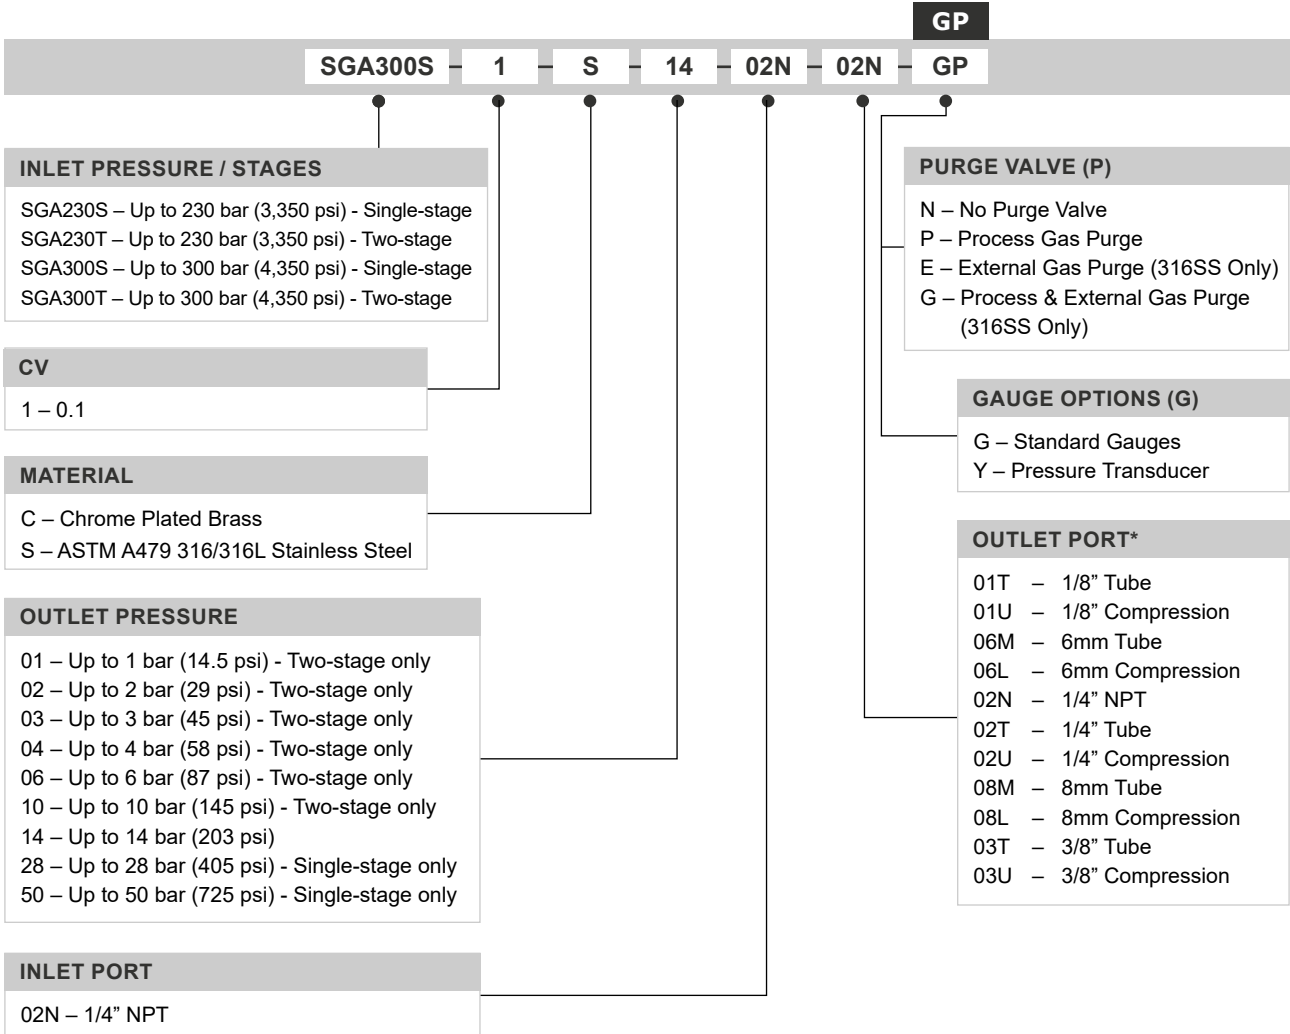 GP
SGA300S – 1 – S – 14 – 02N – 02N – GP
INLET PRESSURE / STAGES
SGA230S – Up to 230 bar (3,350 psi) - Single-stage
SGA230T – Up to 230 bar (3,350 psi) - Two-stage
SGA300S – Up to 300 bar (4,350 psi) - Single-stage
SGA300T – Up to 300 bar (4,350 psi) - Two-stage
CV
1 – 0.1
MATERIAL
C – Chrome Plated Brass
S – ASTM A479 316/316L Stainless Steel
OUTLET PRESSURE
01 – Up to 1 bar (14.5 psi) - Two-stage only
02 – Up to 2 bar (29 psi) - Two-stage only
03 – Up to 3 bar (45 psi) - Two-stage only
04 – Up to 4 bar (58 psi) - Two-stage only
06 – Up to 6 bar (87 psi) - Two-stage only
10 – Up to 10 bar (145 psi) - Two-stage only
14 – Up to 14 bar (203 psi)
28 – Up to 28 bar (405 psi) - Single-stage only
50 – Up to 50 bar (725 psi) - Single-stage only
INLET PORT
02N – 1/4” NPT
PURGE VALVE (P)
N – No Purge Valve
P – Process Gas Purge
E – External Gas Purge (316SS Only)
G – Process & External Gas Purge
(316SS Only)
GAUGE OPTIONS (G)
G – Standard Gauges
Y – Pressure Transducer
OUTLET PORT*
01T – 1/8” Tube
01U – 1/8” Compression
06M – 6mm Tube
06L – 6mm Compression
02N – 1/4” NPT
02T – 1/4” Tube
02U – 1/4” Compression
08M – 8mm Tube
08L – 8mm Compression
03T – 3/8” Tube
03U – 3/8” Compression